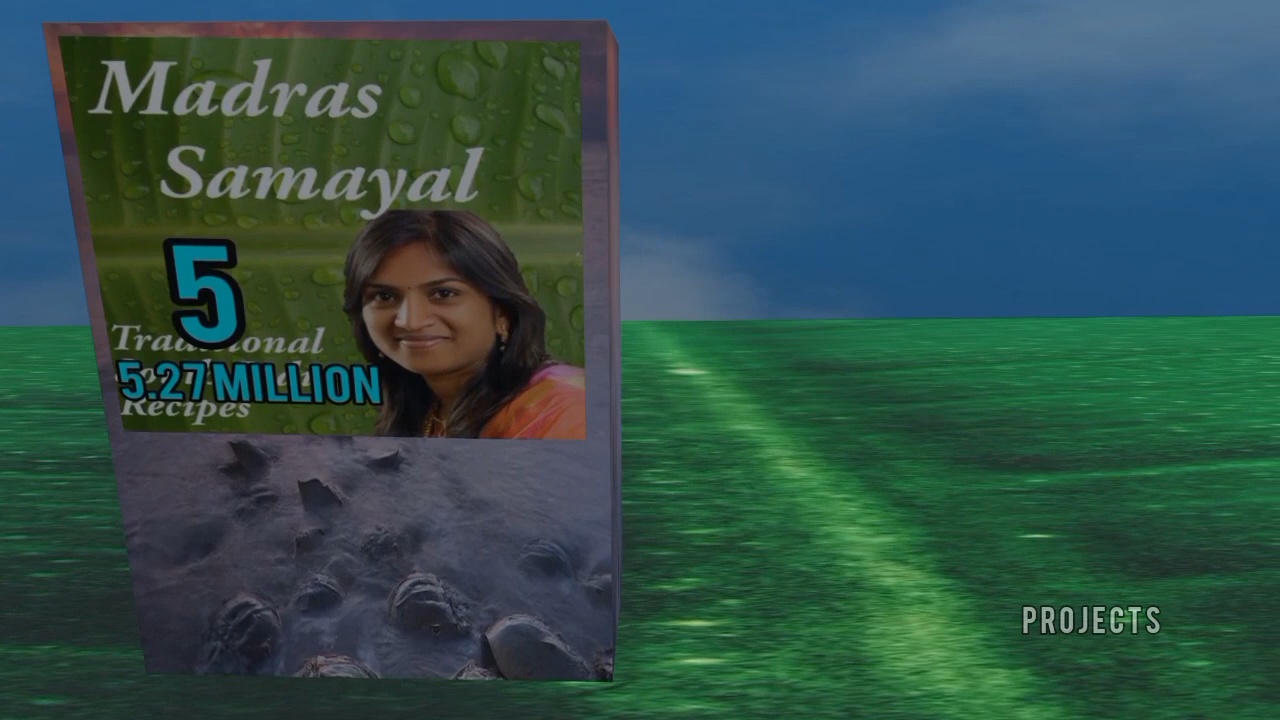 Madras
Samayal
5
Traditional
5.27 MILLION
Recipes
PROJECTS